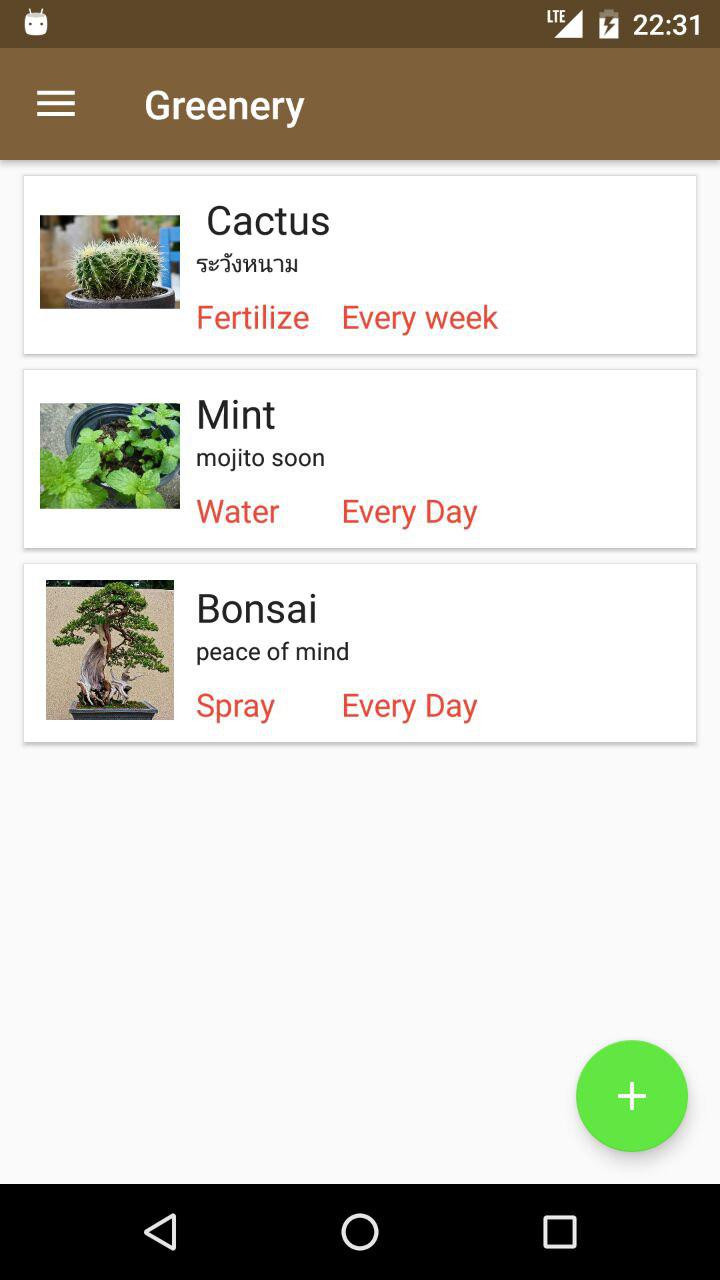 LTE 22:31
Greenery
Cactus
ระวังหนาม
Fertilize Every week
Mint
mojito soon
Water Every Day
Bonsai
peace of mind
Spray Every Day
+